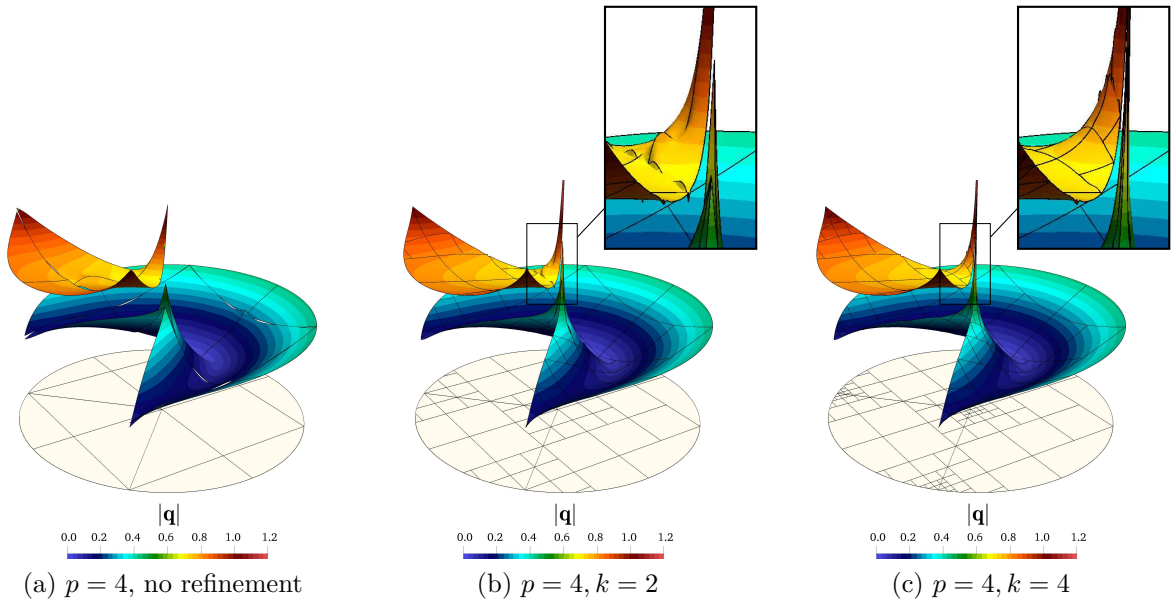 |q|
0.0 0.2 0.4 0.6 0.8 1.0 1.2
(a) p = 4, no refinement
|q|
0.0 0.2 0.4 0.6 0.8 1.0 1.2
(b) p = 4, k = 2
|q|
0.0 0.2 0.4 0.6 0.8 1.0 1.2
(c) p = 4, k = 4